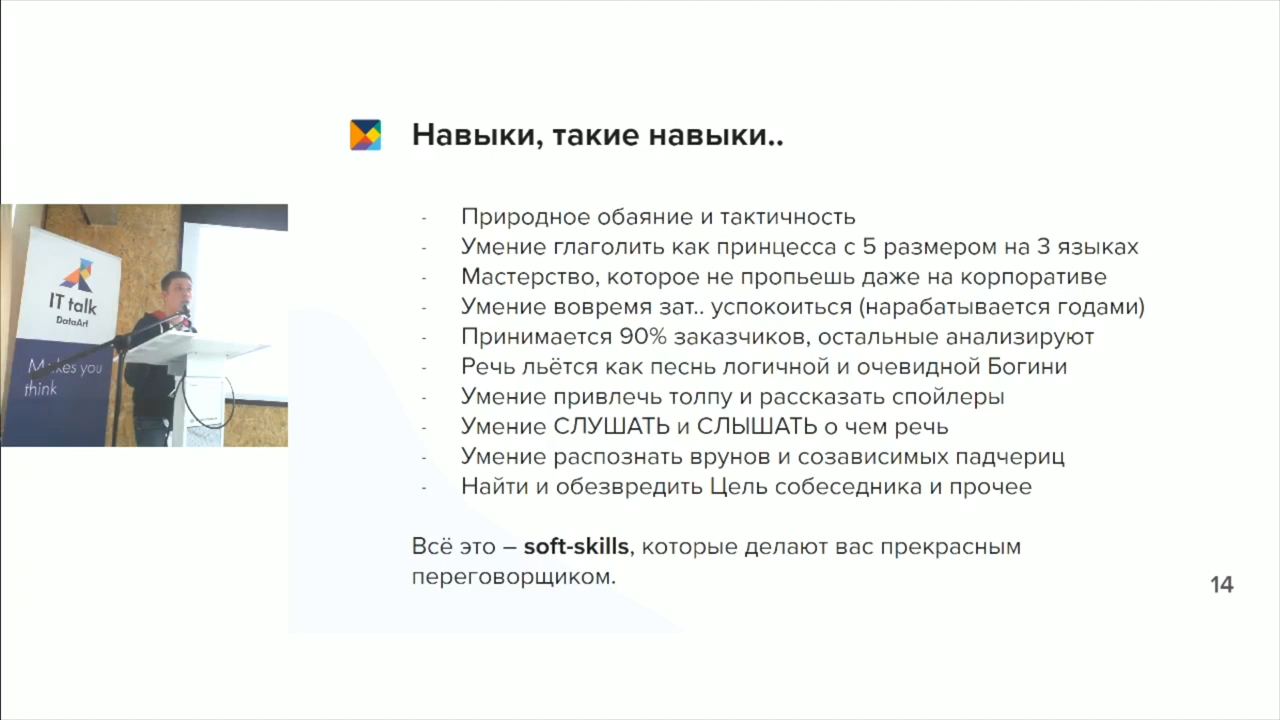 Навыки, такие навыки..
- Природное обаяние и тактичность
- Умение глаголить как принцесса с 5 размером на 3 языках
- Мастерство, которое не пропьешь даже на корпоративе
- Умение вовремя зат.. успокоиться (нарабатывается годами)
- Принимается 90% заказчиков, остальные анализируют
- Речь льётся как песнь логичной и очевидной Богини
- Умение привлечь толпу и рассказать спойлеры
- Умение СЛУШАТЬ и СЛЫШАТЬ о чем речь
- Умение распознать врунов и созависимых падчериц
- Найти и обезвредить Цель собеседника и прочее
Всё это – soft-skills, которые делают вас прекрасным
переговорщиком.
14
IT talk
DataArt
Makes you
think